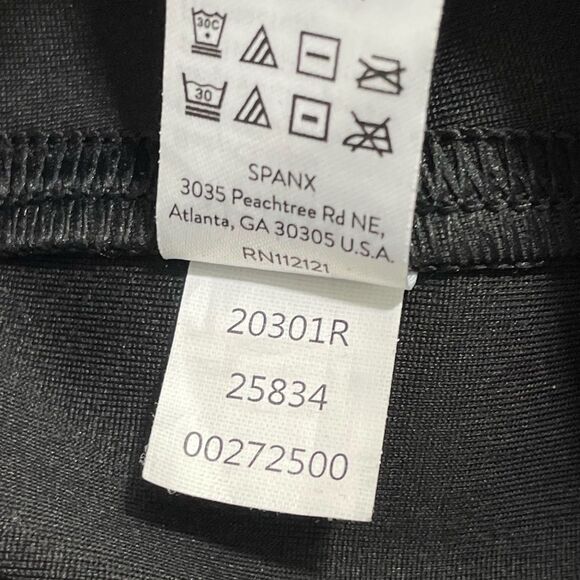 30C
30
SPANX
3035 Peachtree Rd NE,
Atlanta, GA 30305 U.S.A.
RN112121
20301R
25834
00272500